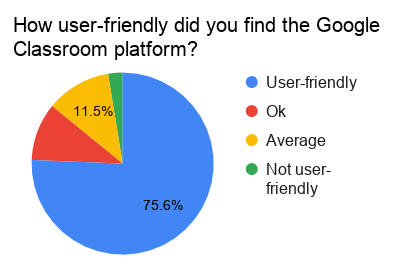 How user-friendly did you find the Google
Classroom platform?
User-friendly
Ok
Average
Not user-
friendly
11.5%
75.6%